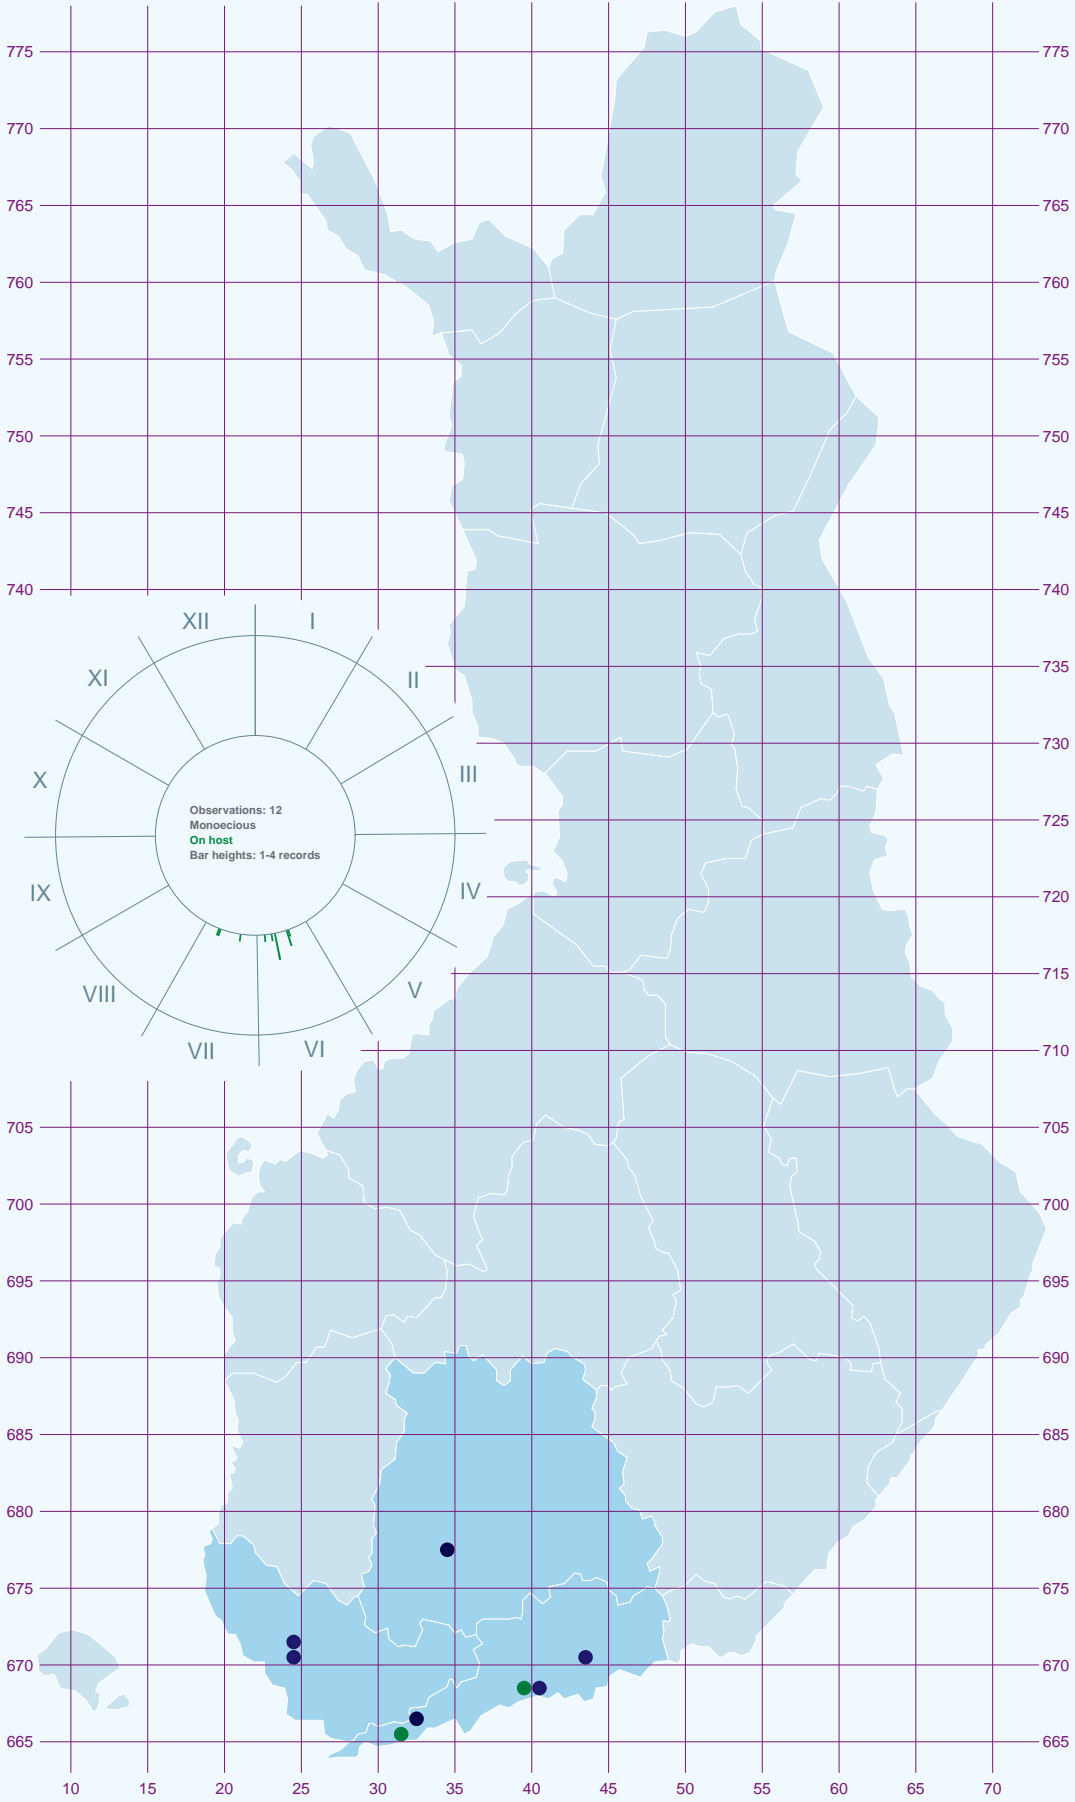 775 775
770 770
765 765
760 760
755 755
750 750
745 745
740 740
XII I
XI II
735
X III
730
Observations: 12
Monoecious
On host
Bar heights: 1-4 records
725
IX IV
720
VIII V
715
VII VI
710
705 705
700 700
695 695
690 690
685 685
680 680
675 675
670 670
665 665
10 15 20 25 30 35 40 45 50 55 60 65 70